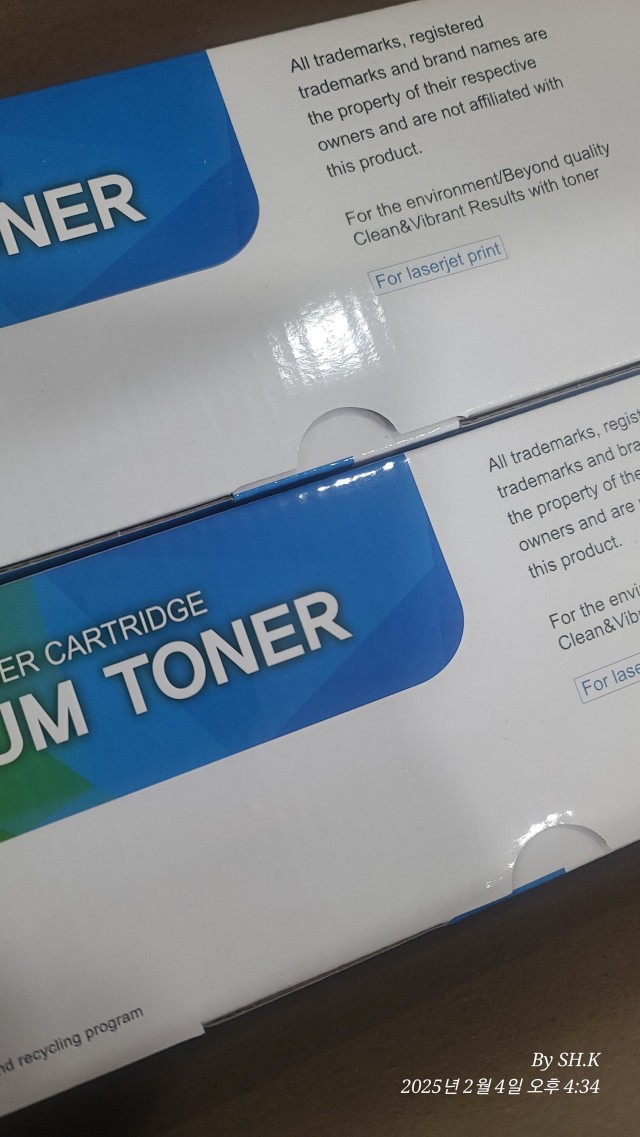 All trademarks, registered
trademarks and brand names are
the property of their respective
owners and are not affiliated with
this product.
For the environment/Beyond quality
Clean&Vibrant Results with toner
For laserjet print
NER
All trademarks, regist
trademarks and bra
the property of the
owners and are
this product.
For the envi
Clean&Vib
For lase
ER CARTRIDGE
UM TONER
nd recycling program
By SH.K
2025년 2월 4일 오후 4:34